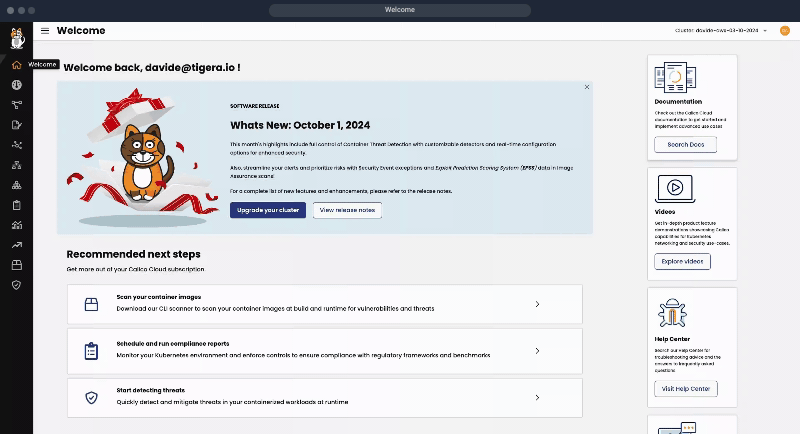 Welcome
Welcome
Cluster: davide-aws-03-10-2024
Welcome
Welcome back, davide@tigera.io !
SOFTWARE RELEASE
Whats New: October 1, 2024
This month's highlights include full control of Container Threat Detection with customizable detectors and real-time configuration
options for enhanced security.
Also, streamline your alerts and prioritize risks with Security Event exceptions and Exploit Prediction Scoring System (EPSS) data in Image
Assurance scans!
For a complete list of new features and enhancements, please refer to the release notes.
Upgrade your cluster
View release notes
Recommended next steps
Get more out of your Calico Cloud subscription
Scan your container images
Download our CLI scanner to scan your container images at build and runtime for vulnerabilities and threats
Schedule and run compliance reports
Monitor your Kubernetes environment and enforce controls to ensure compliance with regulatory frameworks and benchmarks
Start detecting threats
Quickly detect and mitigate threats in your containerized workloads at runtime
Documentation
Check out the Calico Cloud
documentation to get started and
implement advanced use cases
Search Docs
Videos
Get in-depth product feature
demonstrations showcasing Calico
capabilities for Kubernetes
networking and security use-cases.
Explore videos
Help Center
Search our Help Center for
troubleshooting advice and the
answers to frequently asked
questions
Visit Help Center